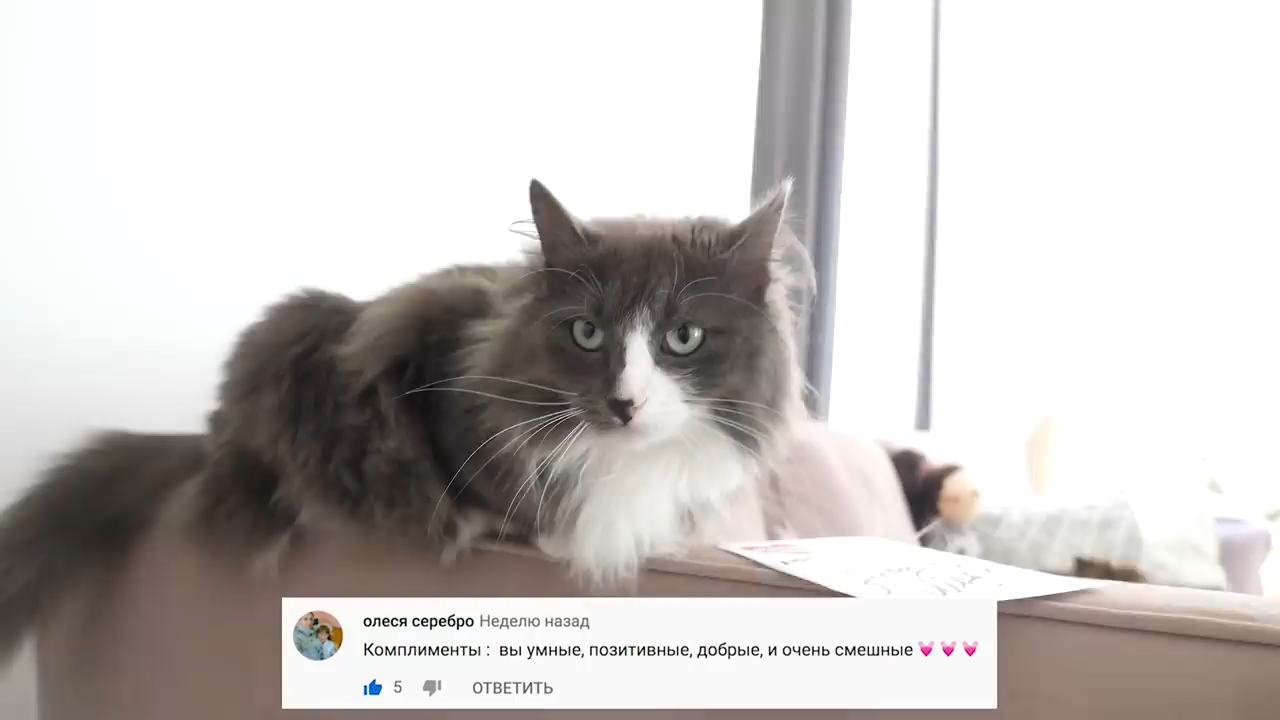 олеся серебро Неделю назад
Комплименты : вы умные, позитивные, добрые, и очень смешные 💓 💓 💓
5 ОТВЕТИТЬ